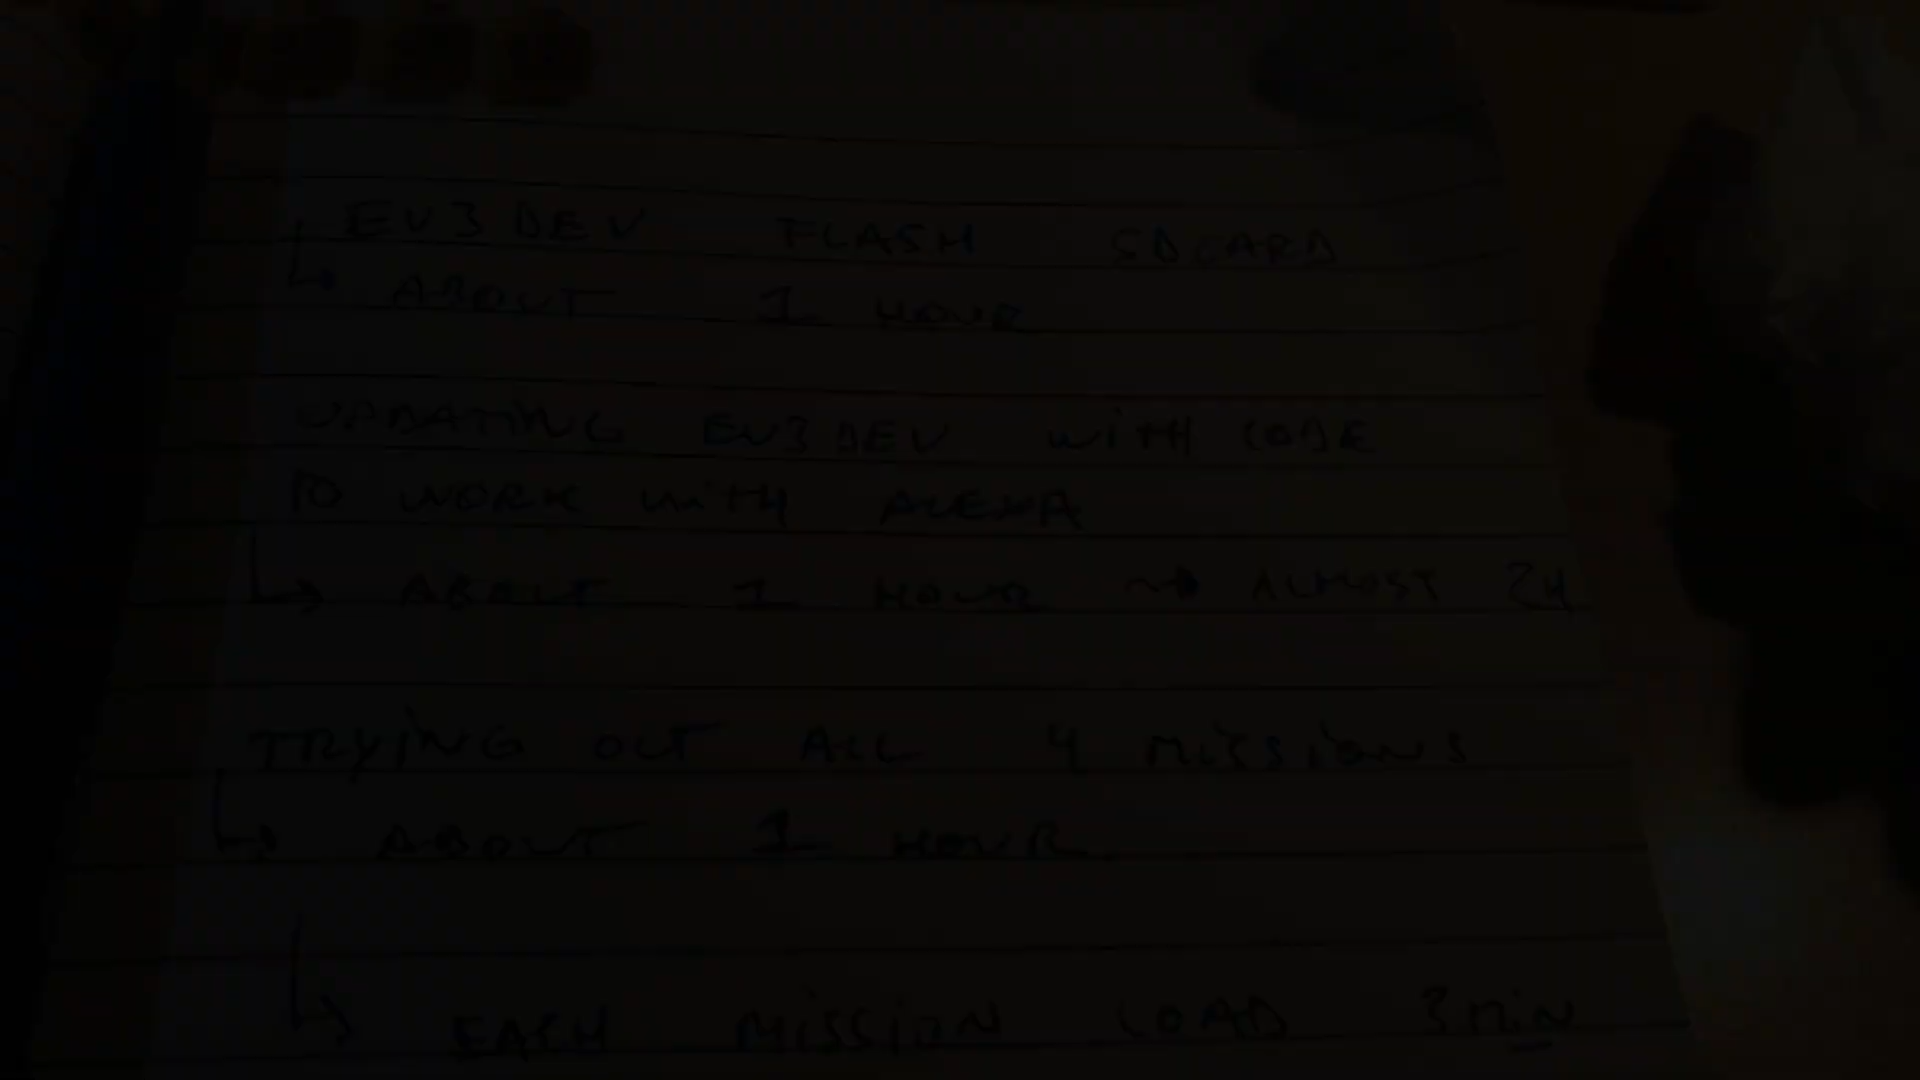 EV3DEV FLASH SDCARD
↳ ABOUT 1 HOUR
UPDATING EV3DEV WiTH CODE
TO WORK WiTH ALEXA
↳ ABOUT 1 HOUR → ALMOST 2H
TRYiNG OUT ALL 4 MiSSiONS
↳ ABOUT 1 HOUR.
↳ EACH MiSSiON LOAD 3 MiN